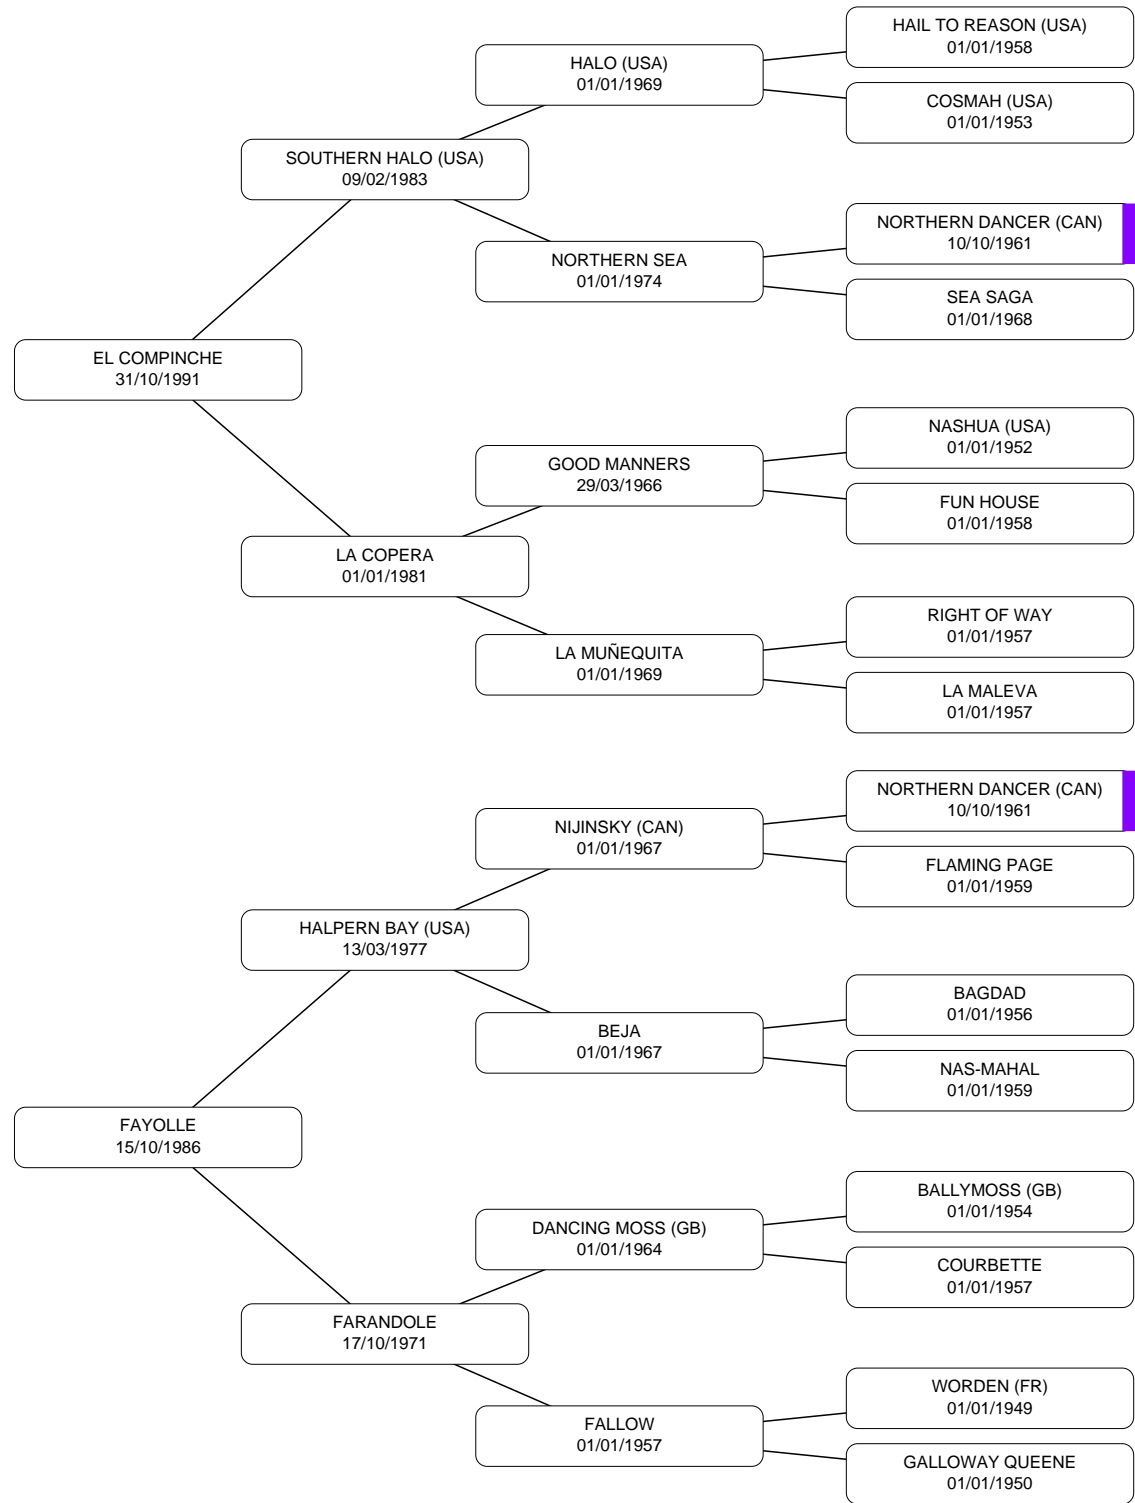 HAIL TO REASON (USA)
01/01/1958
HALO (USA)
01/01/1969
COSMAH (USA)
01/01/1953
SOUTHERN HALO (USA)
09/02/1983
NORTHERN DANCER (CAN)
10/10/1961
NORTHERN SEA
01/01/1974
SEA SAGA
01/01/1968
EL COMPINCHE
31/10/1991
NASHUA (USA)
01/01/1952
GOOD MANNERS
29/03/1966
FUN HOUSE
01/01/1958
LA COPERA
01/01/1981
RIGHT OF WAY
01/01/1957
LA MUÑEQUITA
01/01/1969
LA MALEVA
01/01/1957
NORTHERN DANCER (CAN)
10/10/1961
NIJINSKY (CAN)
01/01/1967
FLAMING PAGE
01/01/1959
HALPERN BAY (USA)
13/03/1977
BAGDAD
01/01/1956
BEJA
01/01/1967
NAS-MAHAL
01/01/1959
FAYOLLE
15/10/1986
BALLYMOSS (GB)
01/01/1954
DANCING MOSS (GB)
01/01/1964
COURBETTE
01/01/1957
FARANDOLE
17/10/1971
WORDEN (FR)
01/01/1949
FALLOW
01/01/1957
GALLOWAY QUEENE
01/01/1950